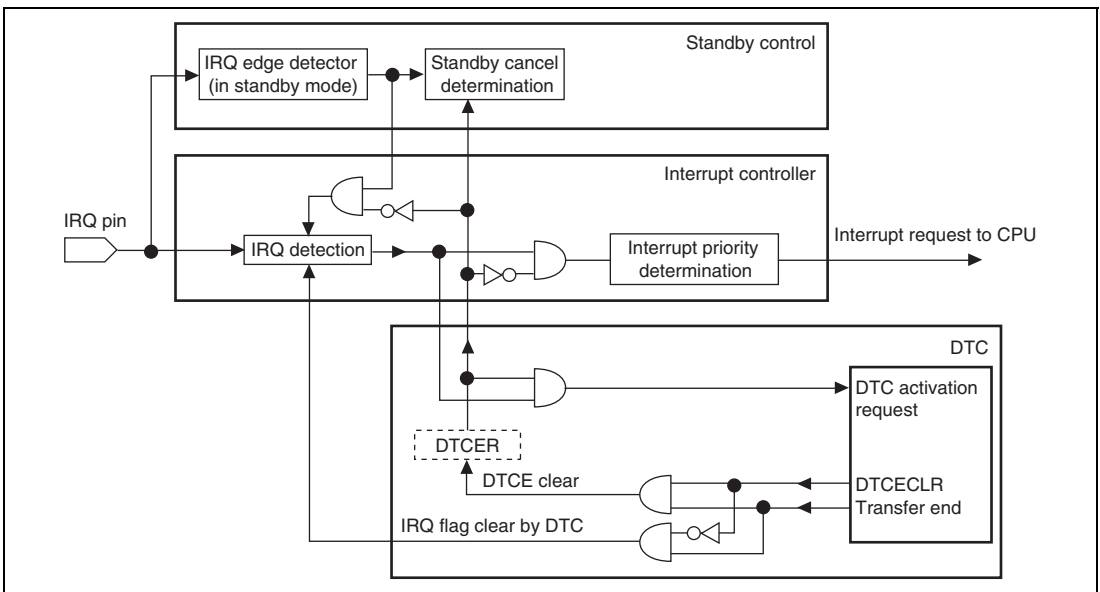 Standby control
IRQ edge detector
(in standby mode)
Standby cancel
determination
Interrupt controller
IRQ pin
IRQ detection
Interrupt priority
determination
Interrupt request to CPU
DTC
DTC activation
request
DTCER
DTCE clear
DTCECLR
Transfer end
IRQ flag clear by DTC